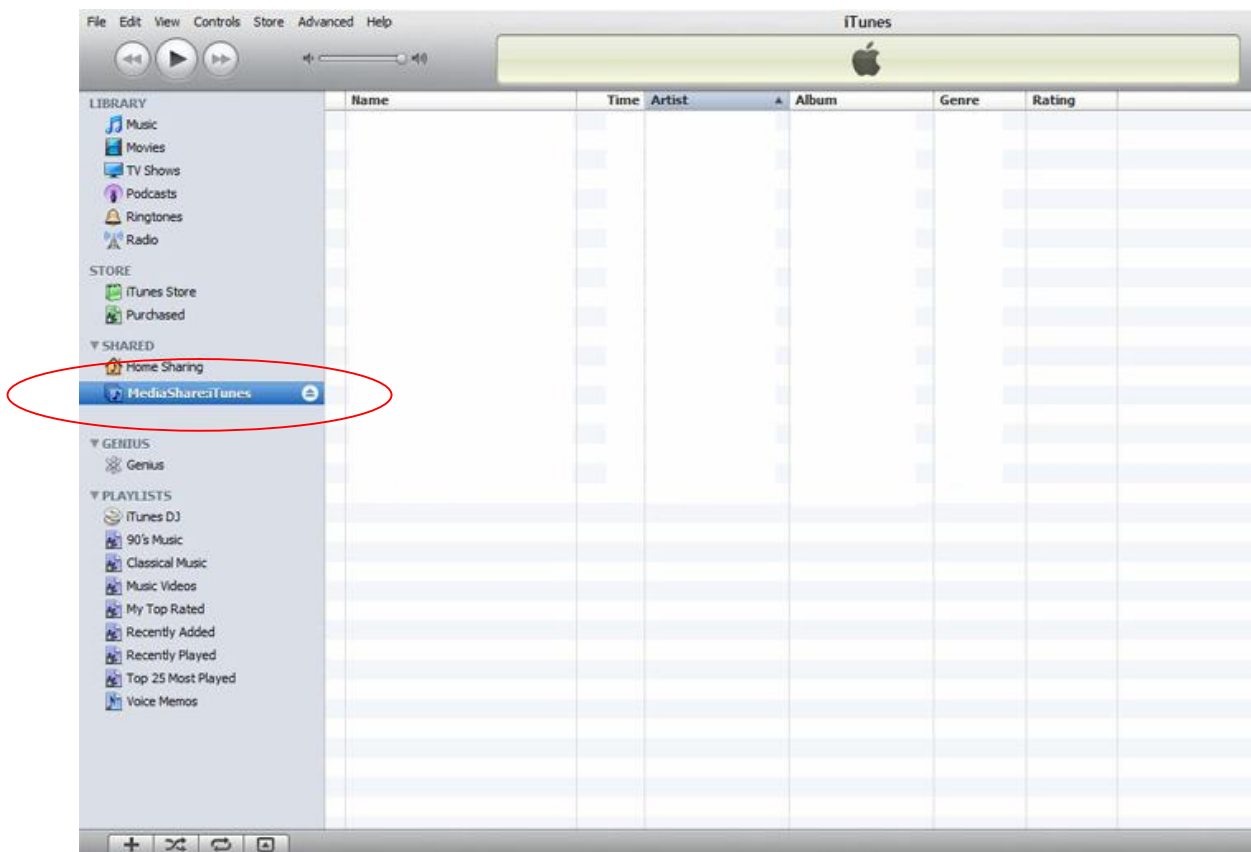 File Edit View Controls Store Advanced Help
iTunes
Name Time Artist Album Genre Rating
LIBRARY
Music
Movies
TV Shows
Podcasts
Ringtones
Radio
STORE
iTunes Store
Purchased
SHARED
Home Sharing
MediaShare:iTunes
GENIUS
Genius
PLAYLISTS
iTunes DJ
90's Music
Classical Music
Music Videos
My Top Rated
Recently Added
Recently Played
Top 25 Most Played
Voice Memos